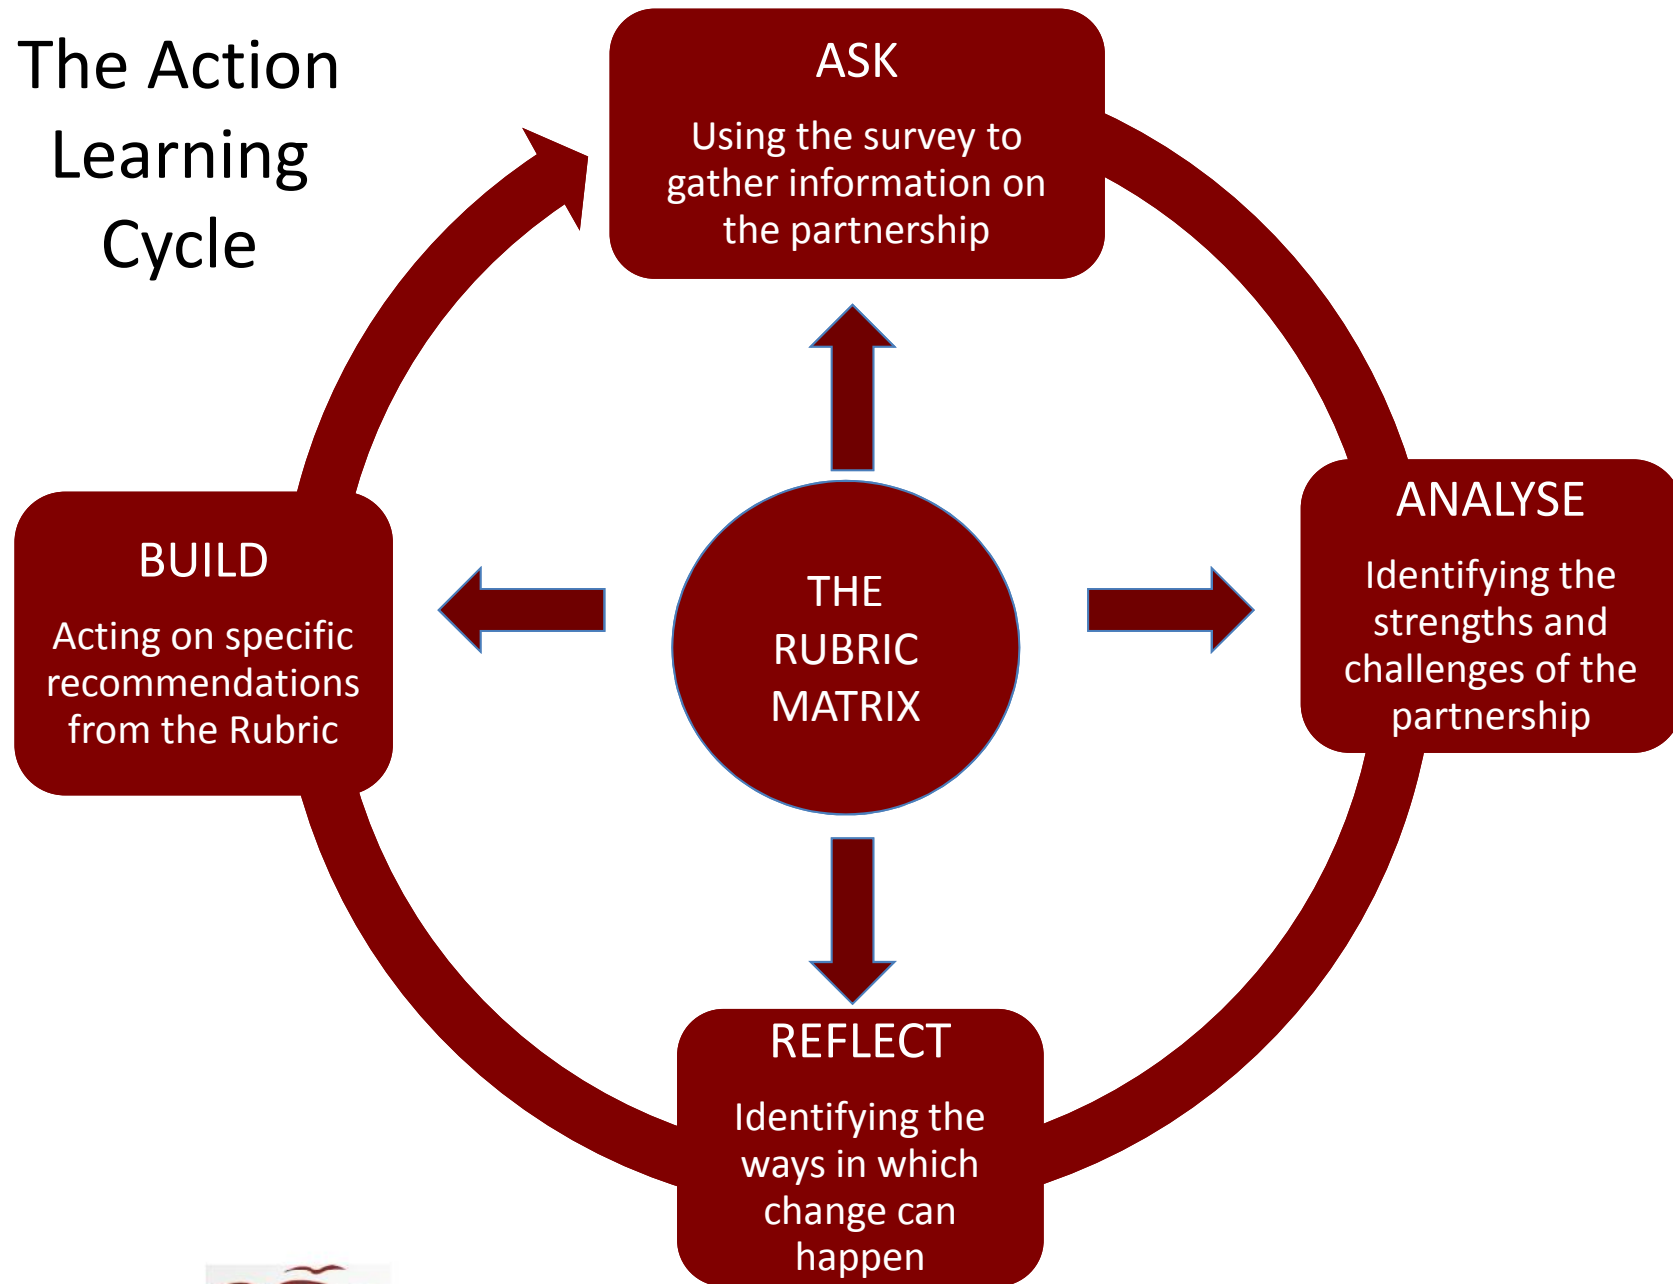 The Action
Learning
Cycle
ASK
Using the survey to
gather information on
the partnership
ANALYSE
Identifying the
strengths and
challenges of the
partnership
REFLECT
Identifying the
ways in which
change can
happen
BUILD
Acting on specific
recommendations
from the Rubric
THE
RUBRIC
MATRIX